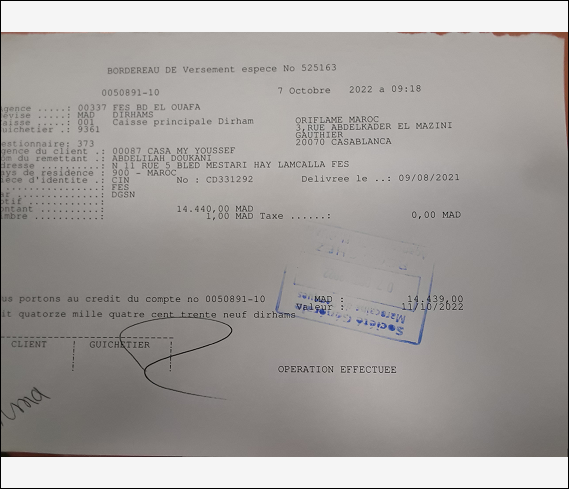 BORDEREAU DE Versement espece No 525163
0050891-10 7 Octobre 2022 a 09:18
gence .....: 00337 FES BD EL OUAFA
evise .....: MAD DIRHAMS
aisse .....: 001 Caisse principale Dirham
uichetier .: 9361
ORIFLAME MAROC
3,RUE ABDELKADER EL MAZINI
GAUTHIER
20070 CASABLANCA
estionnaire: 373
gence du client .: 00087 CASA MY YOUSSEF
om du remettant .: ABDELILAH DOUKANI
dresse ..........: N 11 RUE 5 BLED MESTARI HAY LAMCALLA FES
ays de residence : 900 - MAROC
ièce d'identite .: CIN No : CD331292 Delivree le ..: 09/08/2021
................: FES
ar ..............: DGSN
otif ............:
ontant ..........: 14.440,00 MAD
imbre ...........: 1,00 MAD Taxe ......: 0,00 MAD
us portons au credit du compte no 0050891-10 MAD : 14.439,00
Valeur : 11/10/2022
it quatorze mille quatre cent trente neuf dirhams
Société Générale
Marocaine
CLIENT GUICHETIER
OPERATION EFFECTUEE